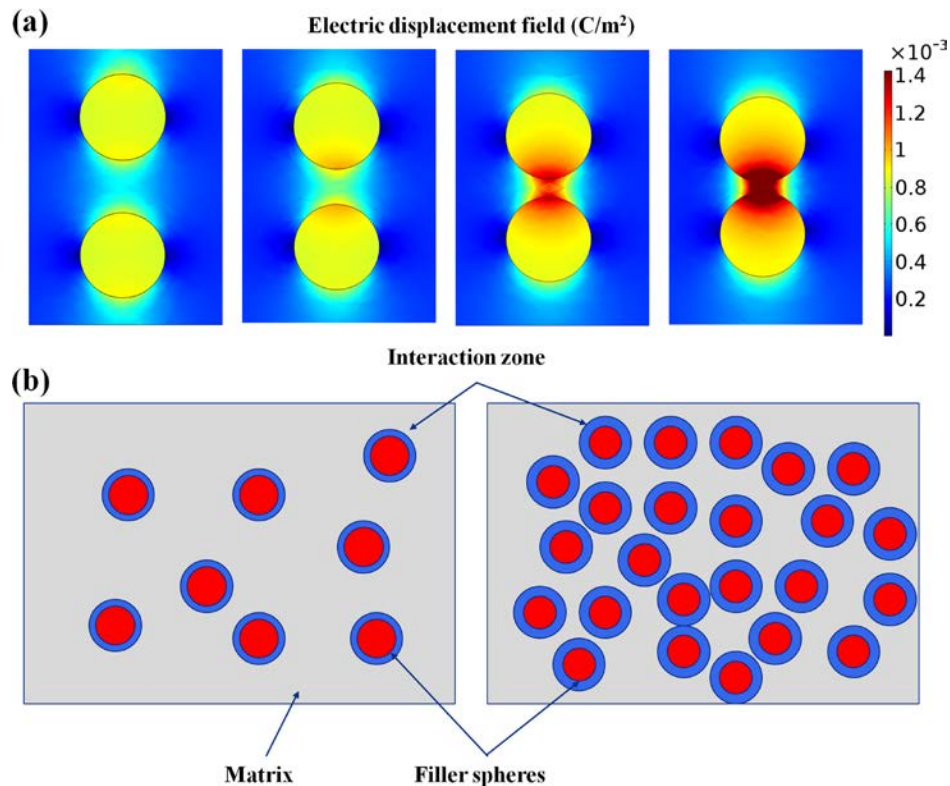 (a)
Electric displacement field (C/m²)
×10⁻³
1.4
1.2
1
0.8
0.6
0.4
0.2
Interaction zone
(b)
Matrix
Filler spheres